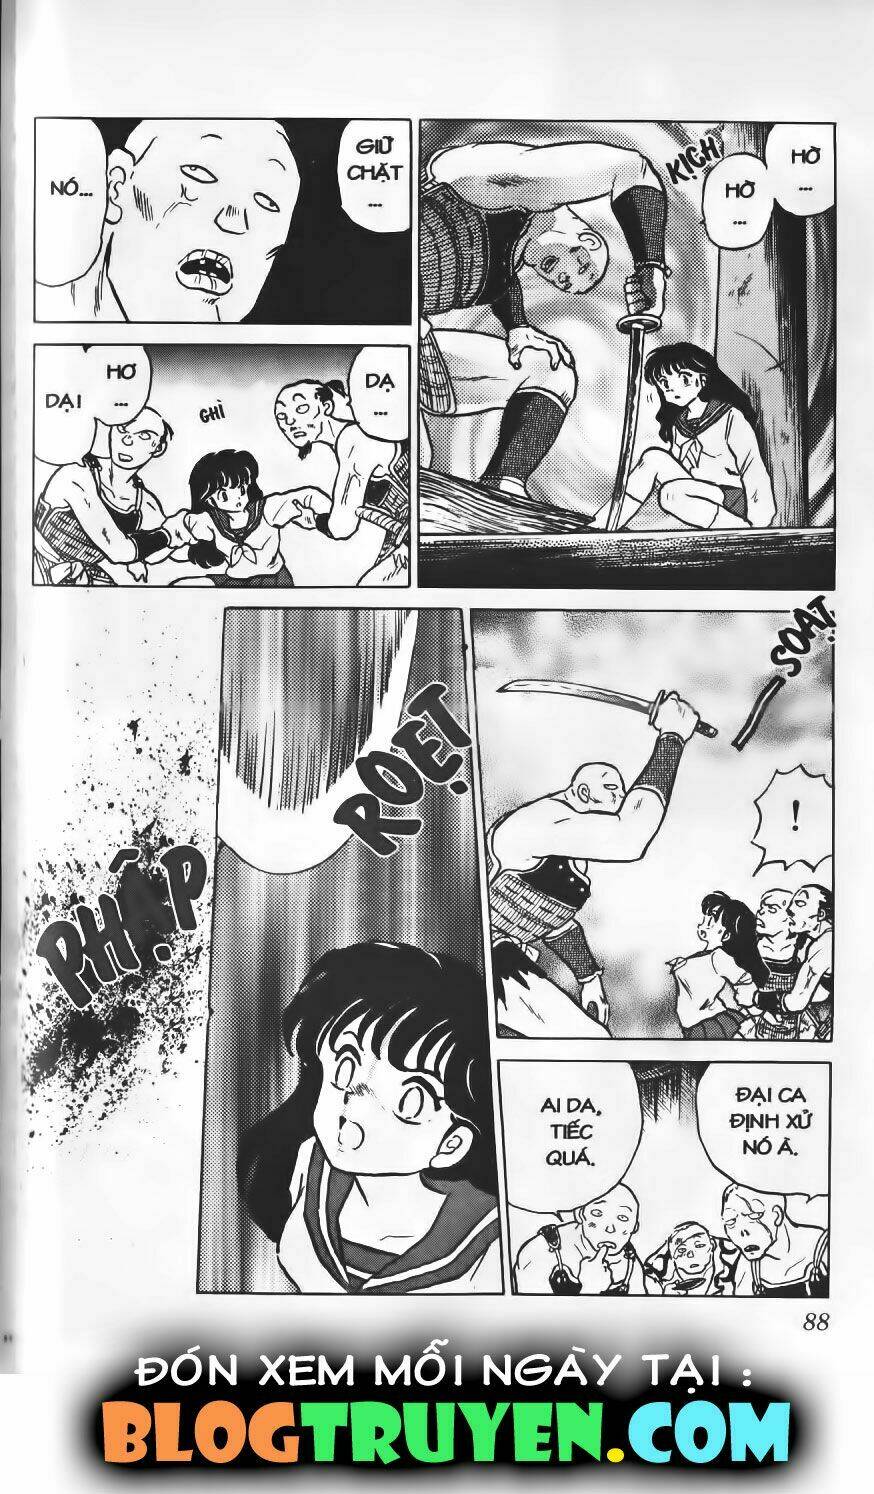 HỜ
...
HỜ
...
KỊCH
GIỮ
CHẶT
...
NÓ...
DẠ
...
HƠ
...
DẠI
GHÌ
SOẠT
!
ĐẠI CA
ĐỊNH XỬ
NÓ À.
AI DA,
TIẾC
QUÁ.
ROẸT
PHẬP
88
ĐÓN XEM MỖI NGÀY TẠI :
BLOGTRUYEN.COM